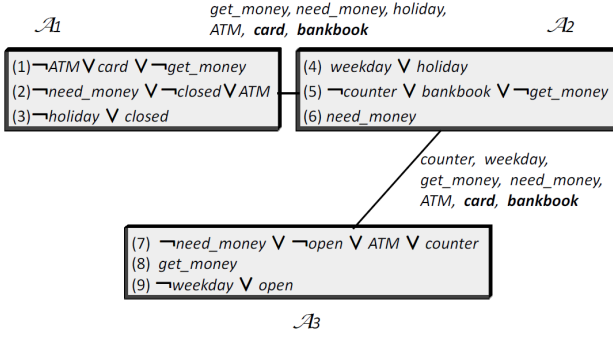 get_money, need_money, holiday,
ATM, card, bankbook
𝒜1
𝒜2
(1)¬ATM∨card ∨¬get_money
(2)¬need_money ∨¬closed∨ATM
(3)¬holiday ∨ closed
(4) weekday ∨ holiday
(5) ¬counter ∨ bankbook ∨¬get_money
(6) need_money
counter, weekday,
get_money, need_money,
ATM, card, bankbook
(7) ¬need_money ∨ ¬open ∨ ATM ∨ counter
(8) get_money
(9) ¬weekday ∨ open
𝒜3